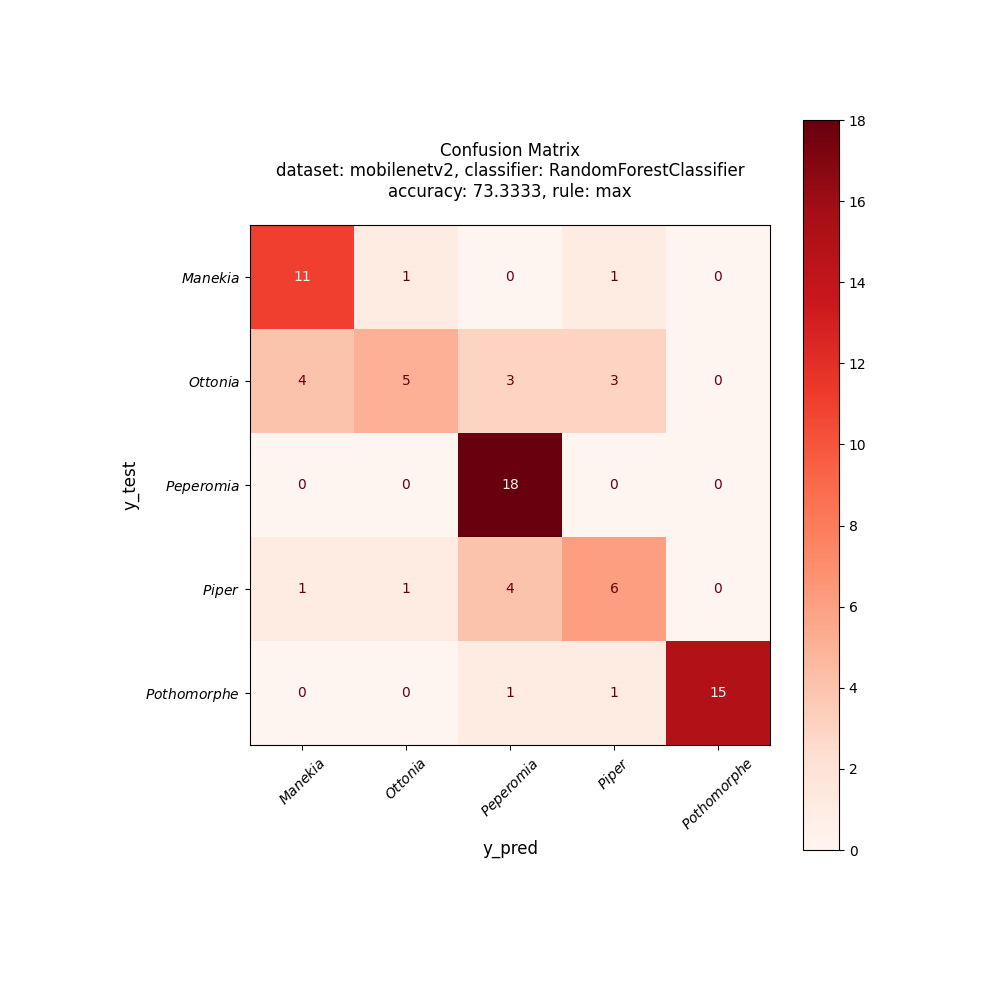 Confusion Matrix
dataset: mobilenetv2, classifier: RandomForestClassifier
accuracy: 73.3333, rule: max
18
16
14
12
10
8
6
4
2
0
y_test
Manekia 11 1 0 1 0
Ottonia 4 5 3 3 0
Peperomia 0 0 18 0 0
Piper 1 1 4 6 0
Pothomorphe 0 0 1 1 15
Manekia Ottonia Peperomia Piper Pothomorphe
y_pred